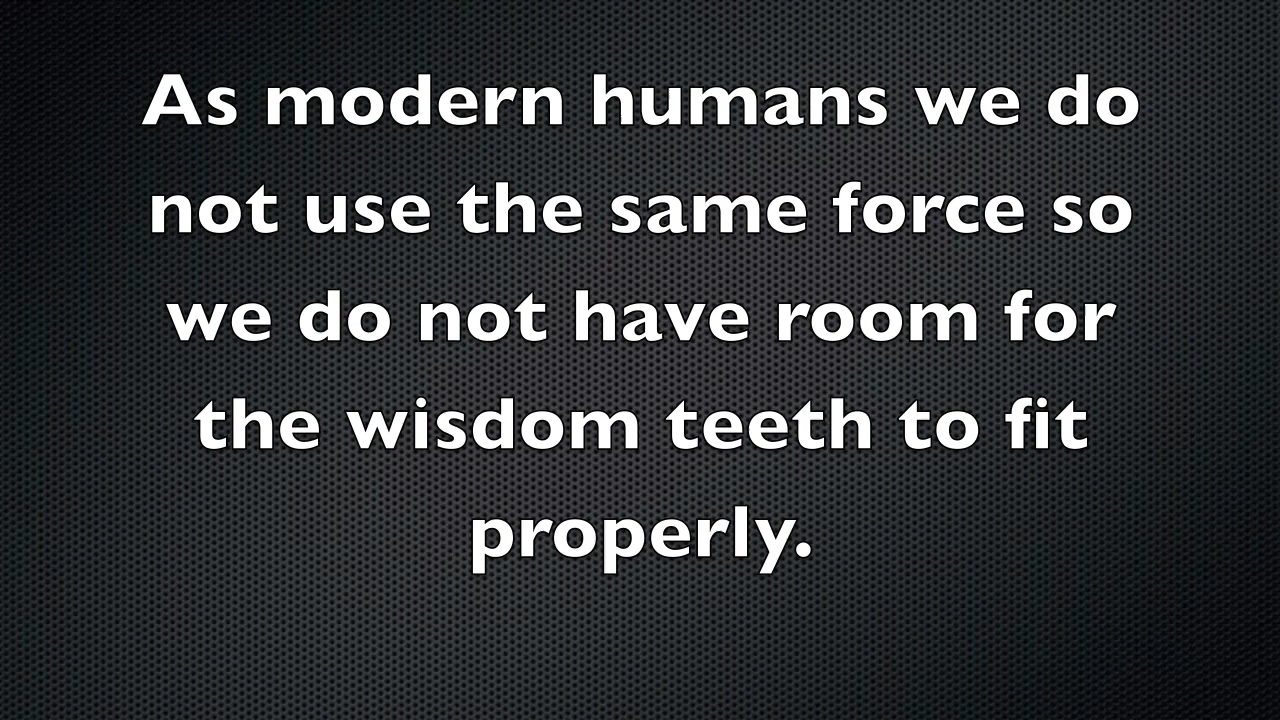 As modern humans we do
not use the same force so
we do not have room for
the wisdom teeth to fit
properly.